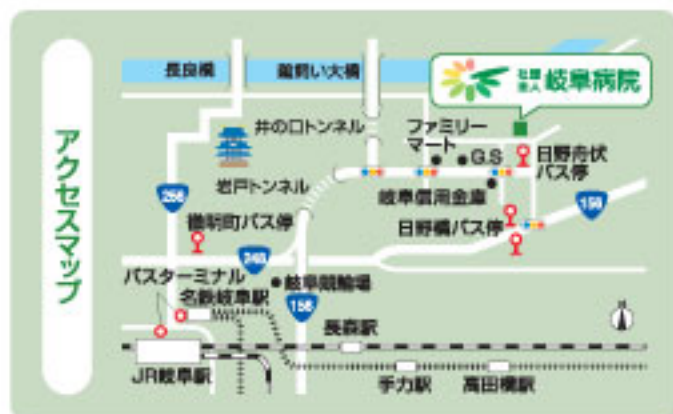 アクセスマップ
長良橋
鵜飼い大橋
社団
法人 岐阜病院
井の口トンネル
ファミリー
マート
G.S
日野舟伏
バス停
岩戸トンネル
岐阜信用金庫
256
徹明町バス停
日野橋バス停
156
248
バスターミナル
名鉄岐阜駅
岐阜競輪場
156
長森駅
N
JR岐阜駅
手力駅
高田橋駅